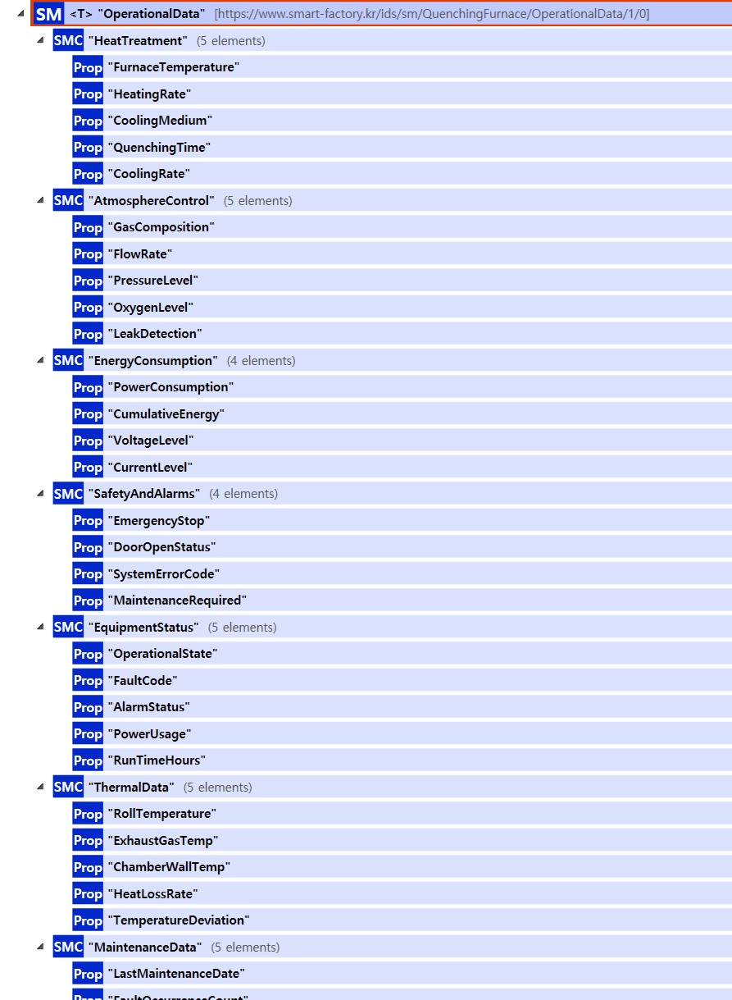 SM <T> "OperationalData" [https://www.smart-factory.kr/ids/sm/QuenchingFurnace/OperationalData/1/0]
SMC "HeatTreatment" (5 elements)
Prop "FurnaceTemperature"
Prop "HeatingRate"
Prop "CoolingMedium"
Prop "QuenchingTime"
Prop "CoolingRate"
SMC "AtmosphereControl" (5 elements)
Prop "GasComposition"
Prop "FlowRate"
Prop "PressureLevel"
Prop "OxygenLevel"
Prop "LeakDetection"
SMC "EnergyConsumption" (4 elements)
Prop "PowerConsumption"
Prop "CumulativeEnergy"
Prop "VoltageLevel"
Prop "CurrentLevel"
SMC "SafetyAndAlarms" (4 elements)
Prop "EmergencyStop"
Prop "DoorOpenStatus"
Prop "SystemErrorCode"
Prop "MaintenanceRequired"
SMC "EquipmentStatus" (5 elements)
Prop "OperationalState"
Prop "FaultCode"
Prop "AlarmStatus"
Prop "PowerUsage"
Prop "RunTimeHours"
SMC "ThermalData" (5 elements)
Prop "RollTemperature"
Prop "ExhaustGasTemp"
Prop "ChamberWallTemp"
Prop "HeatLossRate"
Prop "TemperatureDeviation"
SMC "MaintenanceData" (5 elements)
Prop "LastMaintenanceDate"
Prop "FaultOccurrenceCount"